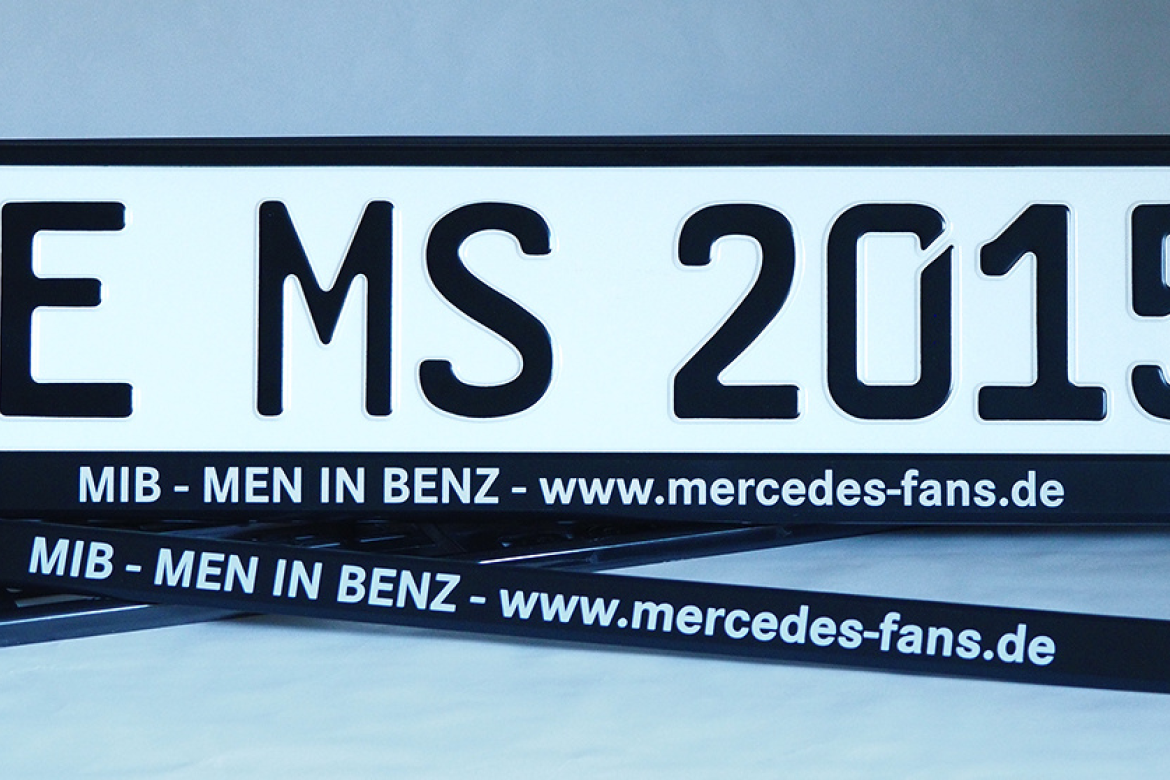 E MS 2015
MIB - MEN IN BENZ - www.mercedes-fans.de
MIB - MEN IN BENZ - www.mercedes-fans.de